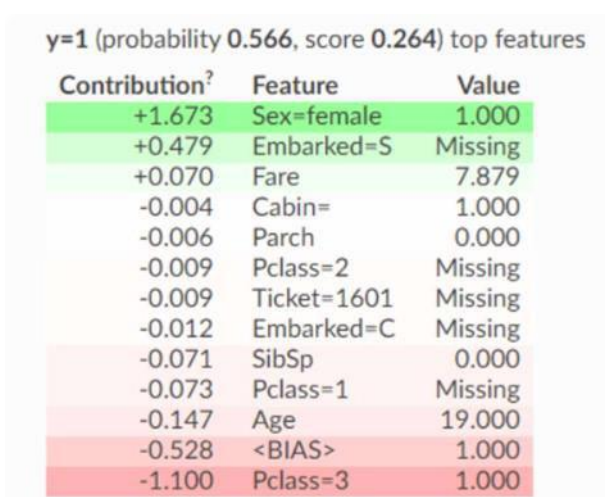 y=1 (probability 0.566, score 0.264) top features
Contribution? Feature Value
+1.673 Sex=female 1.000
+0.479 Embarked=S Missing
+0.070 Fare 7.879
-0.004 Cabin= 1.000
-0.006 Parch 0.000
-0.009 Pclass=2 Missing
-0.009 Ticket=1601 Missing
-0.012 Embarked=C Missing
-0.071 SibSp 0.000
-0.073 Pclass=1 Missing
-0.147 Age 19.000
-0.528 <BIAS> 1.000
-1.100 Pclass=3 1.000